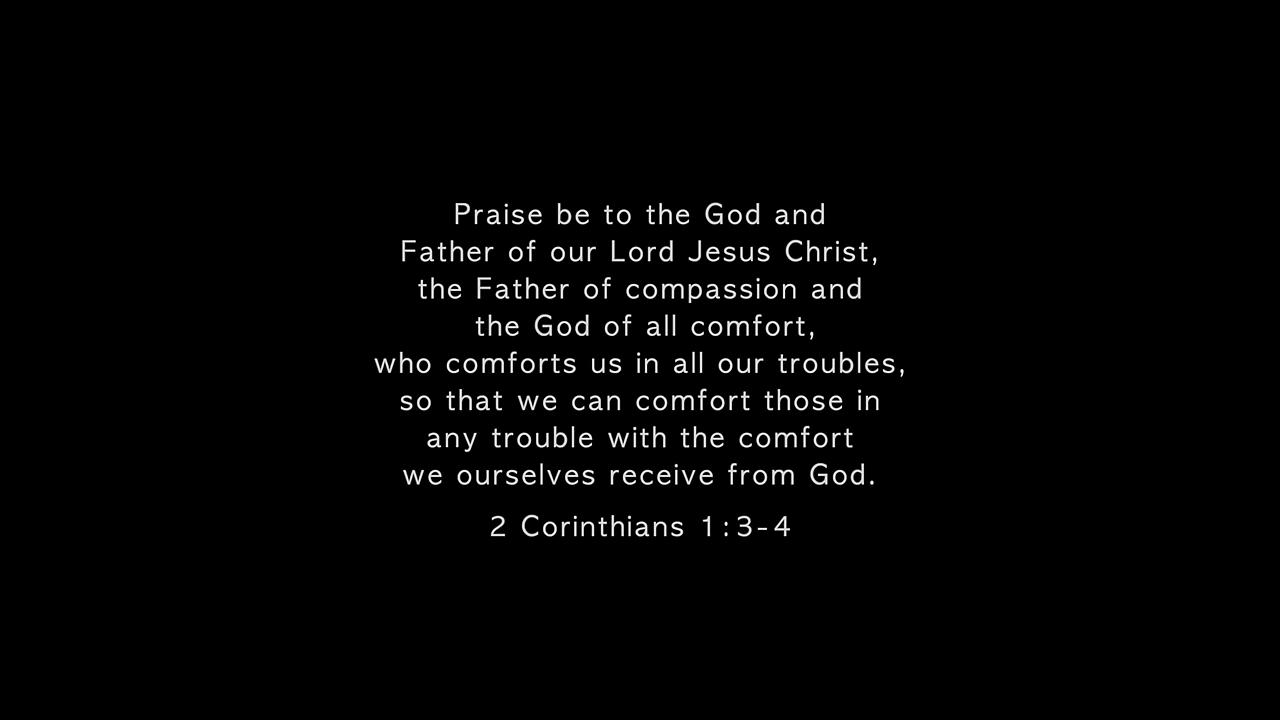 Praise be to the God and
Father of our Lord Jesus Christ,
the Father of compassion and
the God of all comfort,
who comforts us in all our troubles,
so that we can comfort those in
any trouble with the comfort
we ourselves receive from God.
2 Corinthians 1:3-4